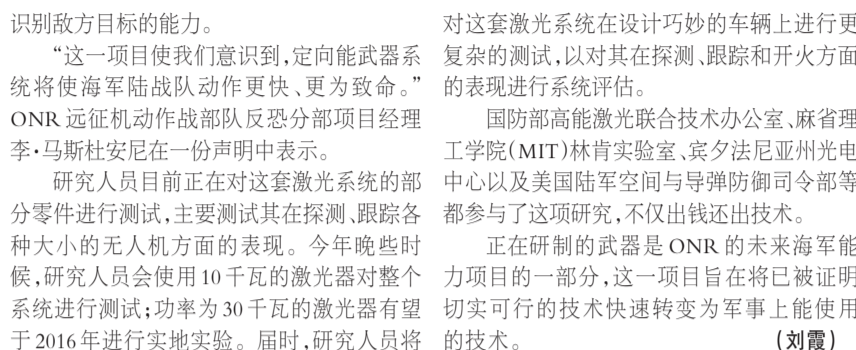 识别敌方目标的能力。
“这一项目使我们意识到,定向能武器系
统将使海军陆战队动作更快、更为致命。”
ONR 远征机动作战部队反恐分部项目经理
李·马斯杜安尼在一份声明中表示。
研究人员目前正在对这套激光系统的部
分零件进行测试,主要测试其在探测、跟踪各
种大小的无人机方面的表现。今年晚些时
候,研究人员会使用 10 千瓦的激光器对整个
系统进行测试;功率为 30 千瓦的激光器有望
于 2016 年进行实地实验。届时,研究人员将
对这套激光系统在设计巧妙的车辆上进行更
复杂的测试,以对其在探测、跟踪和开火方面
的表现进行系统评估。
国防部高能激光联合技术办公室、麻省理
工学院(MIT)林肯实验室、宾夕法尼亚州光电
中心以及美国陆军空间与导弹防御司令部等
都参与了这项研究,不仅出钱还出技术。
正在研制的武器是 ONR 的未来海军能
力项目的一部分,这一项目旨在将已被证明
切实可行的技术快速转变为军事上能使用
的技术。 (刘霞)